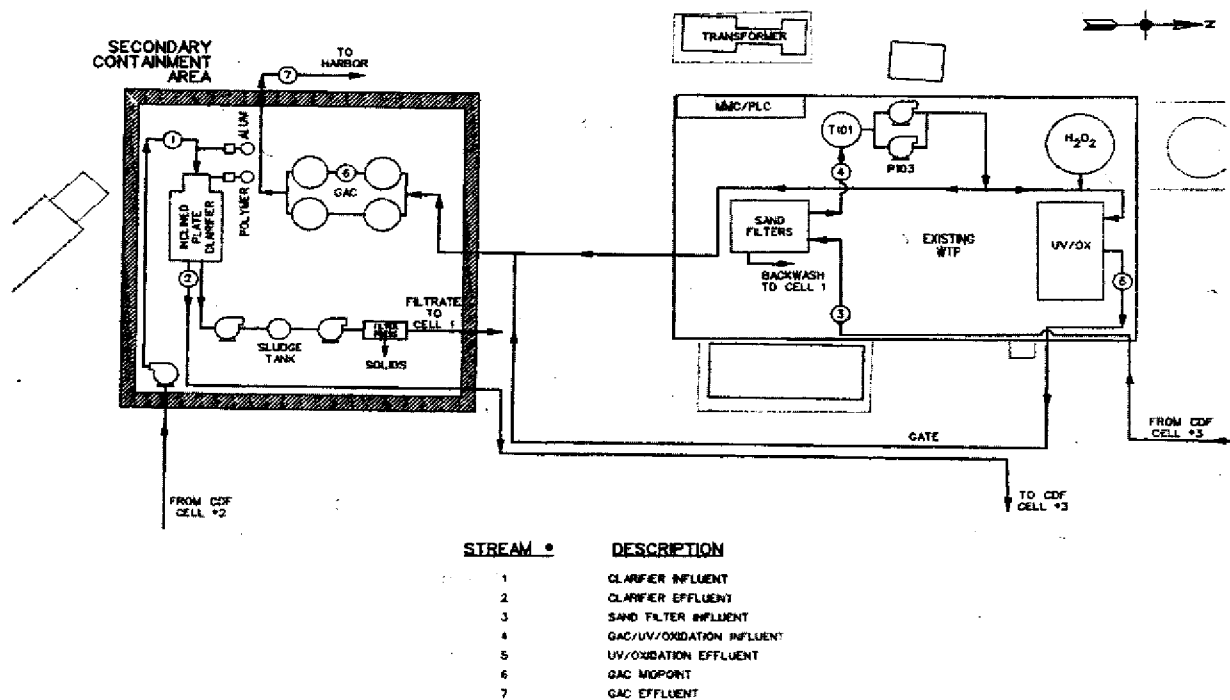 TRANSFORMER
N
SECONDARY
CONTAINMENT
AREA
7
TO
HARBOR
1
ALUM
POLYMER
INCLINED
PLATE
CLARIFIER
6
GAC
2
SLUDGE
TANK
SOLIDS
FILTRATE
TO
CELL 1
FROM CDF
CELL #2
MMC/PLC
T101
P103
4
H2O2
SAND
FILTERS
BACKWASH
TO CELL 1
EXISTING
WTP
UV/OX
5
3
GATE
FROM CDF
CELL #3
TO CDF
CELL #3
STREAM # DESCRIPTION
1 CLARIFIER INFLUENT
2 CLARIFIER EFFLUENT
3 SAND FILTER INFLUENT
4 GAC/UV/OXIDATION INFLUENT
5 UV/OXIDATION EFFLUENT
6 GAC MIDPOINT
7 GAC EFFLUENT